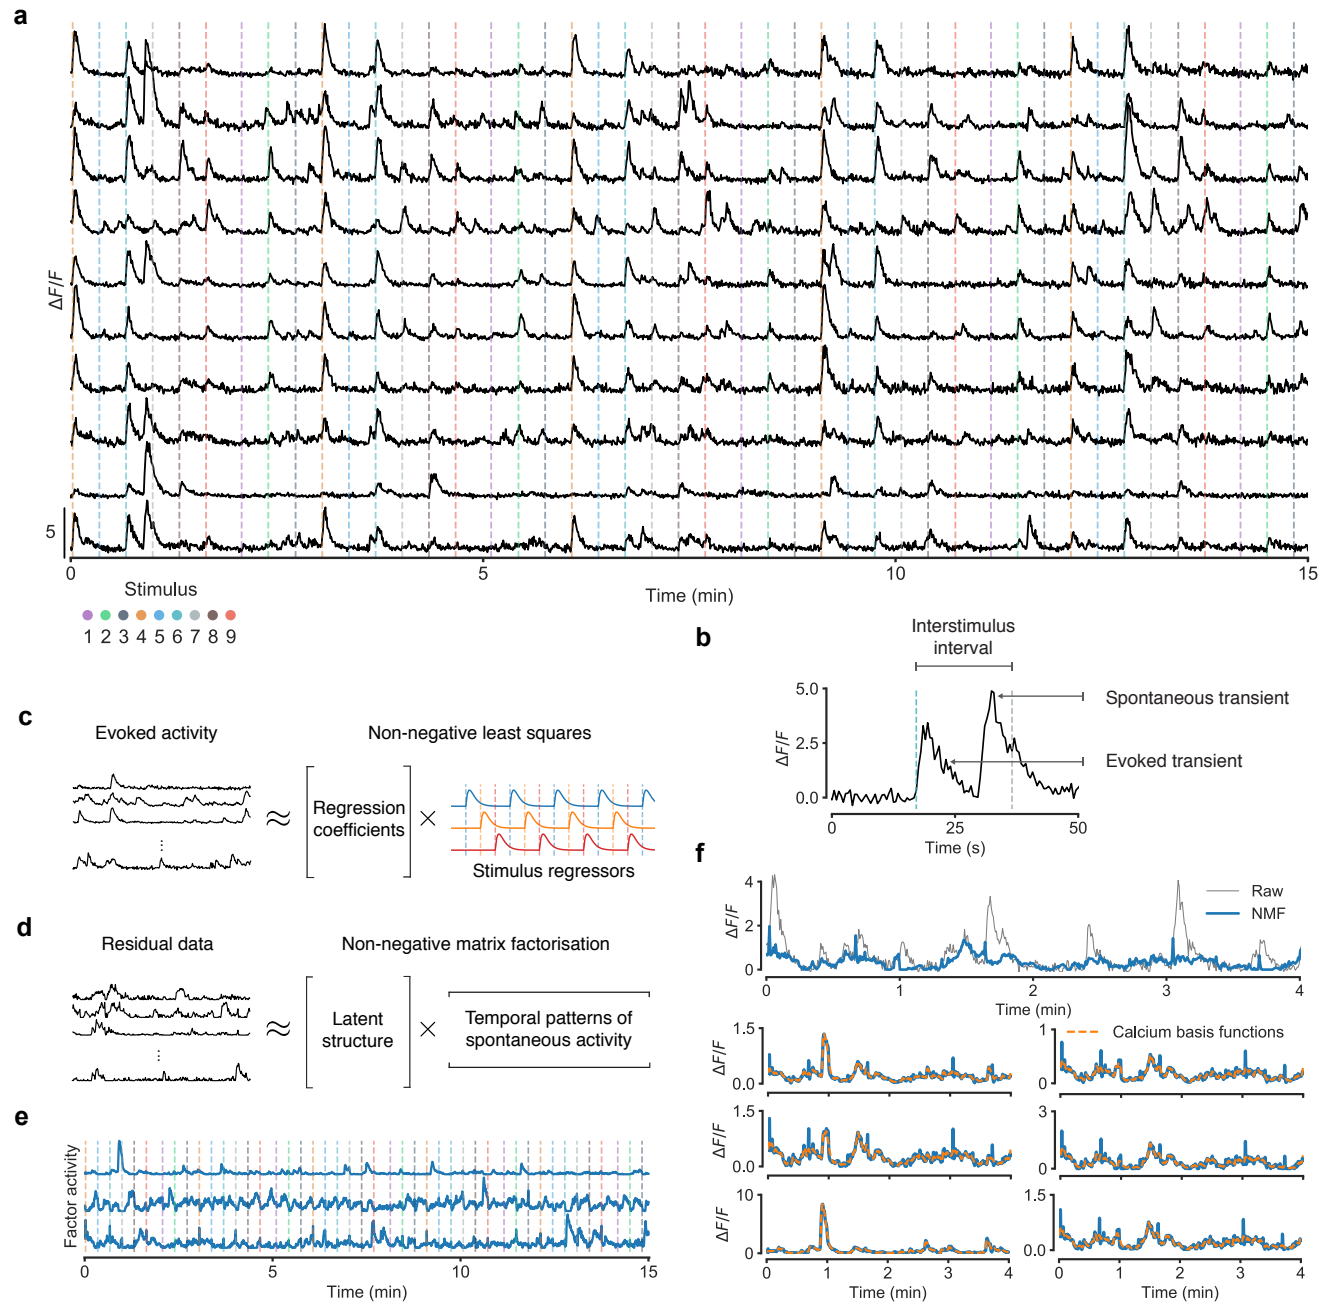 a
ΔF/F
5
0
5
10
15
Time (min)
Stimulus
1 2 3 4 5 6 7 8 9
b
Interstimulus
interval
5.0
2.5
0.0
ΔF/F
Spontaneous transient
Evoked transient
0
25
50
Time (s)
c
Evoked activity
Non-negative least squares
Regression
coefficients
≈
×
Stimulus regressors
d
Residual data
Non-negative matrix factorisation
≈
Latent
structure
×
Temporal patterns of
spontaneous activity
e
Factor activity
0
5
10
15
Time (min)
f
4
2
0
ΔF/F
Raw
NMF
0
1
2
3
4
Time (min)
1.5
0.0
ΔF/F
1
0
Calcium basis functions
1.5
0.0
ΔF/F
3
0
10
0
ΔF/F
1.5
0.0
0 1 2 3 4
Time (min)
0 1 2 3 4
Time (min)